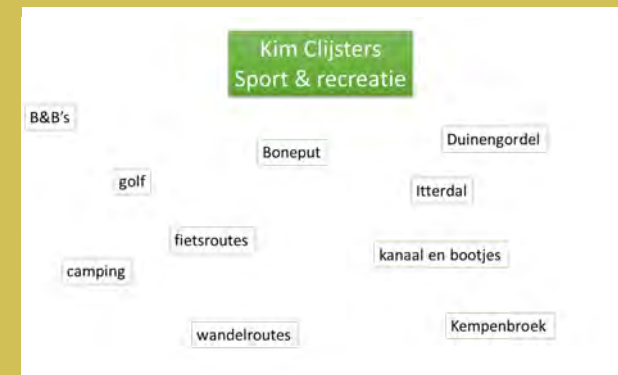 Kim Clijsters
Sport & recreatie
B&B's
Duinengordel
Boneput
golf
Itterdal
fietsroutes
kanaal en bootjes
camping
Kempenbroek
wandelroutes